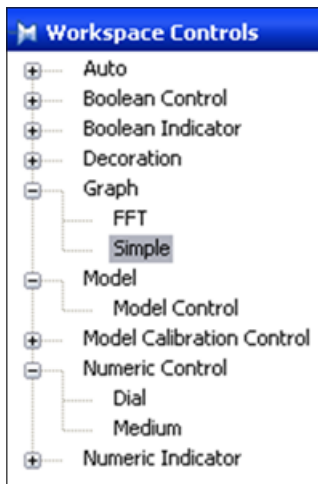 Workspace Controls
Auto
Boolean Control
Boolean Indicator
Decoration
Graph
FFT
Simple
Model
Model Control
Model Calibration Control
Numeric Control
Dial
Medium
Numeric Indicator